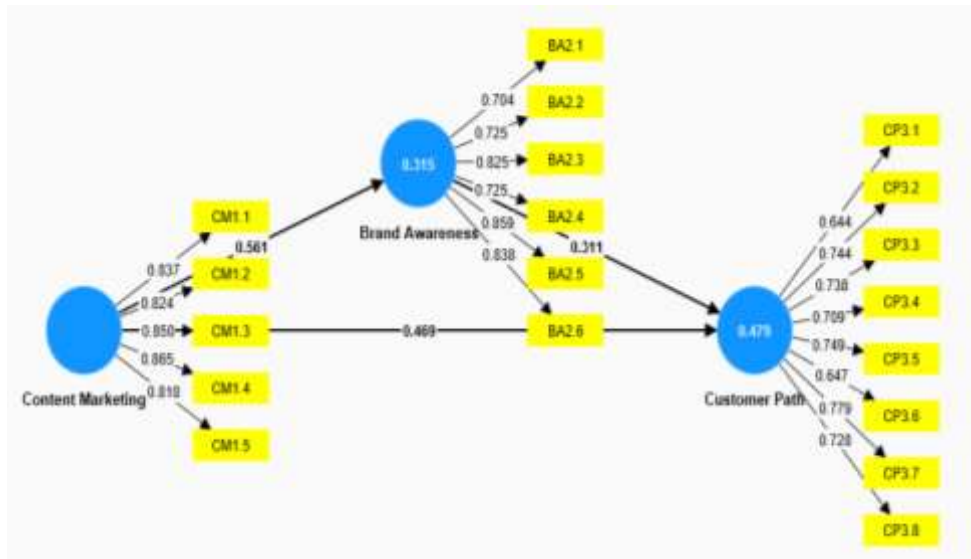 BA2.1
0.704
BA2.2
0.725
0.315
0.825
BA2.3
0.725
BA2.4
0.859
Brand Awareness
0.838
0.311
BA2.5
BA2.6
CM1.1
0.561
0.837
CM1.2
0.824
0.850
CM1.3
0.469
0.865
CM1.4
Content Marketing
0.818
CM1.5
CP3.1
CP3.2
0.644
0.744
CP3.3
0.738
CP3.4
0.709
0.479
0.749
CP3.5
0.647
Customer Path
0.779
CP3.6
0.728
CP3.7
CP3.8